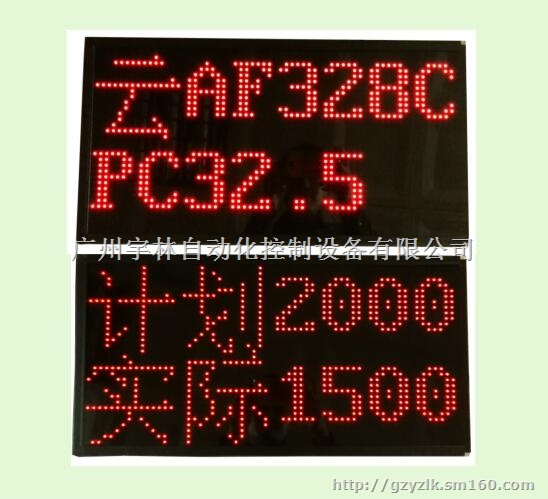 云AF328C
PC32.5
广州宇林自动化控制设备有限公司
计划2000
实际1500
http://gzyzlk.sm160.com/